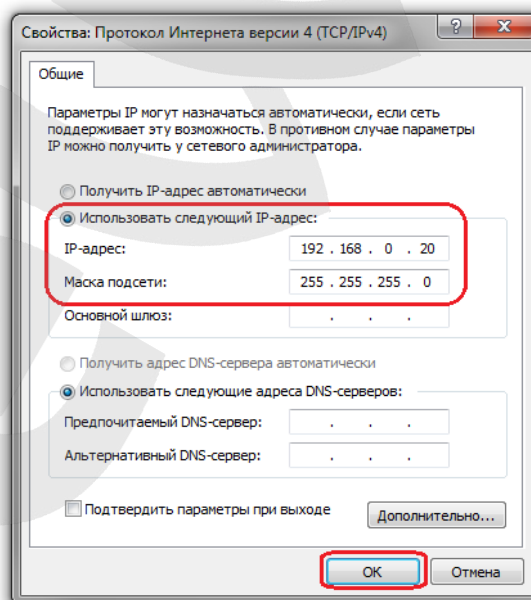 Свойства: Протокол Интернета версии 4 (TCP/IPv4)
Общие
Параметры IP могут назначаться автоматически, если сеть
поддерживает эту возможность. В противном случае параметры
IP можно получить у сетевого администратора.
Получить IP-адрес автоматически
Использовать следующий IP-адрес:
IP-адрес: 192 . 168 . 0 . 20
Маска подсети: 255 . 255 . 255 . 0
Основной шлюз: . . .
Получить адрес DNS-сервера автоматически
Использовать следующие адреса DNS-серверов:
Предпочитаемый DNS-сервер: . . .
Альтернативный DNS-сервер: . . .
Подтвердить параметры при выходе
Дополнительно...
OK Отмена